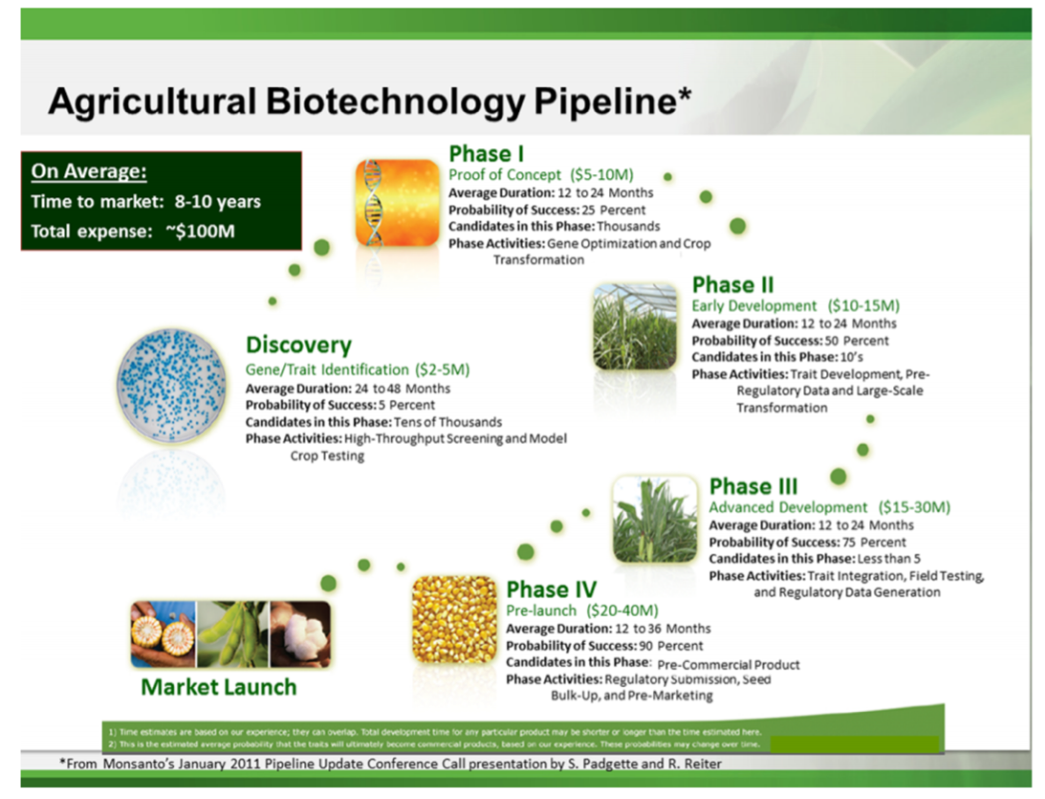 Agricultural Biotechnology Pipeline*
On Average:
Time to market: 8-10 years
Total expense: ~$100M
Phase I
Proof of Concept ($5-10M)
Average Duration: 12 to 24 Months
Probability of Success: 25 Percent
Candidates in this Phase: Thousands
Phase Activities: Gene Optimization and Crop
Transformation
Phase II
Early Development ($10-15M)
Average Duration: 12 to 24 Months
Probability of Success: 50 Percent
Candidates in this Phase: 10's
Phase Activities: Trait Development, Pre-
Regulatory Data and Large-Scale
Transformation
Discovery
Gene/Trait Identification ($2-5M)
Average Duration: 24 to 48 Months
Probability of Success: 5 Percent
Candidates in this Phase: Tens of Thousands
Phase Activities: High-Throughput Screening and Model
Crop Testing
Phase III
Advanced Development ($15-30M)
Average Duration: 12 to 24 Months
Probability of Success: 75 Percent
Candidates in this Phase: Less than 5
Phase Activities: Trait Integration, Field Testing,
and Regulatory Data Generation
Phase IV
Pre-launch ($20-40M)
Average Duration: 12 to 36 Months
Probability of Success: 90 Percent
Candidates in this Phase: Pre-Commercial Product
Phase Activities: Regulatory Submission, Seed
Bulk-Up, and Pre-Marketing
Market Launch
1) Time estimates are based on our experience; they can overlap. Total development time for any particular product may be shorter or longer than the time estimated here.
2) This is the estimated average probability that the traits will ultimately become commercial products, based on our experience. These probabilities may change over time.
*From Monsanto's January 2011 Pipeline Update Conference Call presentation by S. Padgette and R. Reiter